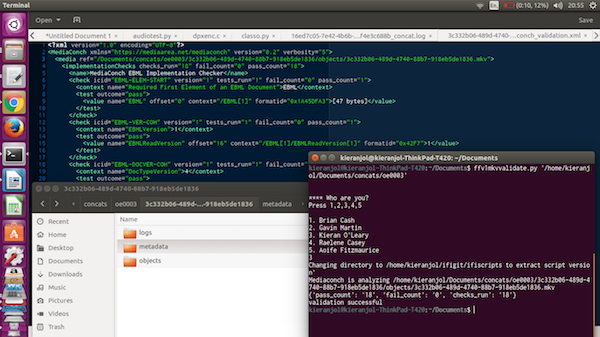 Terminal
En
(0:10, 12%)
20:55
Open
Save
*Untitled Document 1
audiotest.py
dpxenc.c
classo.py
16ed7c05-7e42-4b6b-...f4e3c688b_concat.log
3c332b06-489d-4740-88b7-918eb5de1836...conch_validation.xml
1 <?xml version="1.0" encoding="UTF-8"?>
2 <MediaConch xmlns="https://mediaarea.net/mediaconch" version="0.2" verbosity="5">
<media ref="/Documents/concats/oe0003/3c332b06-489d-4740-88b7-918eb5de1836/objects/3c332b06-489d-4740-88b7-918eb5de1836.mkv">
<implementationChecks checks_run="18" fail_count="0" pass_count="18">
<name>MediaConch EBML Implementation Checker</name>
<check icid="EBML-ELEM-START" version="1" tests_run="1" fail_count="0" pass_count="1">
<context name="Required First Element of an EBML Document">EBML</context>
<test outcome="pass">
<value name="EBML" offset="0" context="/EBML[1]" formatid="0x1A45DFA3">[47 bytes]</value>
</test>
</check>
<check icid="EBML-VER-COH" version="1" tests_run="1" fail_count="0" pass_count="1">
<context name="EBMLVersion">1</context>
<test outcome="pass">
<value name="EBMLReadVersion" offset="16" context="/EBML[1]/EBMLReadVersion[1]" formatid="0x42F7">1</value>
</test>
</check>
<check icid="EBML-DOCVER-COH" version="1" tests_run="1"
<context name="DocTypeVersion">4</context>
<test outcome="pass">
3c332b06-489d-4740-88b7-918eb5de1836
concats
oe0003
3c332b06-489d-...-918eb5de1836
metadata
Recent
Home
Desktop
Documents
Downloads
Music
Pictures
Videos
Trash
Name
logs
metadata
objects
kieranjol@kieranjol-ThinkPad-T420: ~/Documents
kieranjol@kieranjol-ThinkPad-T420:~/Documents$ ffv1mkvvalidate.py '/home/kieranj
ol/Documents/concats/oe0003'
**** Who are you?
Press 1,2,3,4,5
1. Brian Cash
2. Gavin Martin
3. Kieran O'Leary
4. Raelene Casey
5. Aoife Fitzmaurice
3
Changing directory to /home/kieranjol/ifigit/ifiscripts to extract script versio
n`
Mediaconch is analyzing /home/kieranjol/Documents/concats/oe0003/3c332b06-489d-4
740-88b7-918eb5de1836/objects/3c332b06-489d-4740-88b7-918eb5de1836.mkv
{'pass_count': '18', 'fail_count': '0', 'checks_run': '18'}
validation successful
kieranjol@kieranjol-ThinkPad-T420:~/Documents$